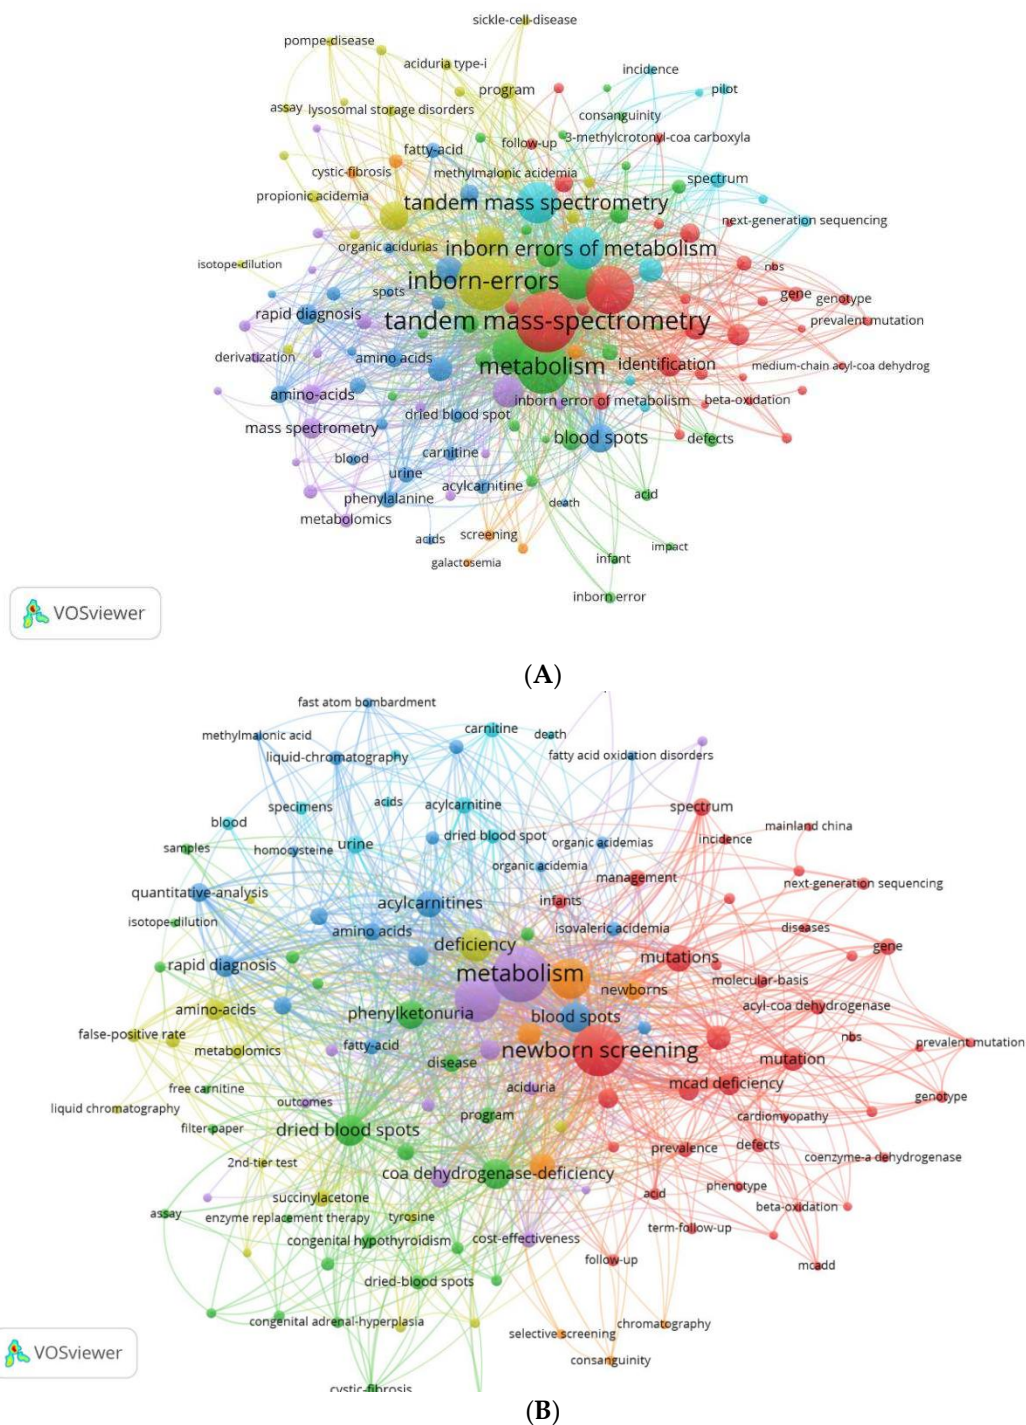 sickle-cell-disease
pompe-disease
aciduria type-i
incidence
program
pilot
assay
lysosomal storage disorders
consanguinity
follow-up
3-methylcrotonyl-coa carboxyla
fatty-acid
cystic-fibrosis
methylmalonic acidemia
spectrum
propionic acidemia
tandem mass spectrometry
next-generation sequencing
organic acidurias
inborn errors of metabolism
isotope-dilution
nbs
inborn-errors
spots
gene
genotype
rapid diagnosis
tandem mass-spectrometry
prevalent mutation
derivatization
amino acids
metabolism
identification
medium-chain acyl-coa dehydrog
amino-acids
inborn error of metabolism
beta-oxidation
dried blood spot
mass spectrometry
blood spots
defects
blood
carnitine
urine
acylcarnitine
phenylalanine
acid
death
metabolomics
acids
screening
impact
galactosemia
infant
inborn error
VOSviewer
(A)
fast atom bombardment
carnitine
methylmalonic acid
death
liquid-chromatography
fatty acid oxidation disorders
specimens
acids
acylcarnitine
spectrum
blood
mainland china
samples
homocysteine
urine
dried blood spot
organic acidemias
incidence
organic acidemia
management
next-generation sequencing
quantitative-analysis
acylcarnitines
infants
isotope-dilution
amino acids
isovaleric acidemia
diseases
deficiency
gene
rapid diagnosis
metabolism
mutations
molecular-basis
newborns
amino-acids
phenylketonuria
blood spots
acyl-coa dehydrogenase
false-positive rate
fatty-acid
nbs
prevalent mutation
metabolomics
disease
newborn screening
mutation
free carnitine
aciduria
mcad deficiency
genotype
liquid chromatography
outcomes
program
cardiomyopathy
filter-paper
dried blood spots
prevalence
defects
coenzyme-a dehydrogenase
2nd-tier test
coa dehydrogenase-deficiency
succinylacetone
acid
phenotype
beta-oxidation
assay
enzyme replacement therapy
tyrosine
term-follow-up
congenital hypothyroidism
cost-effectiveness
follow-up
mcadd
dried-blood spots
congenital adrenal-hyperplasia
selective screening
chromatography
consanguinity
VOSviewer
cystic-fibrosis
(B)